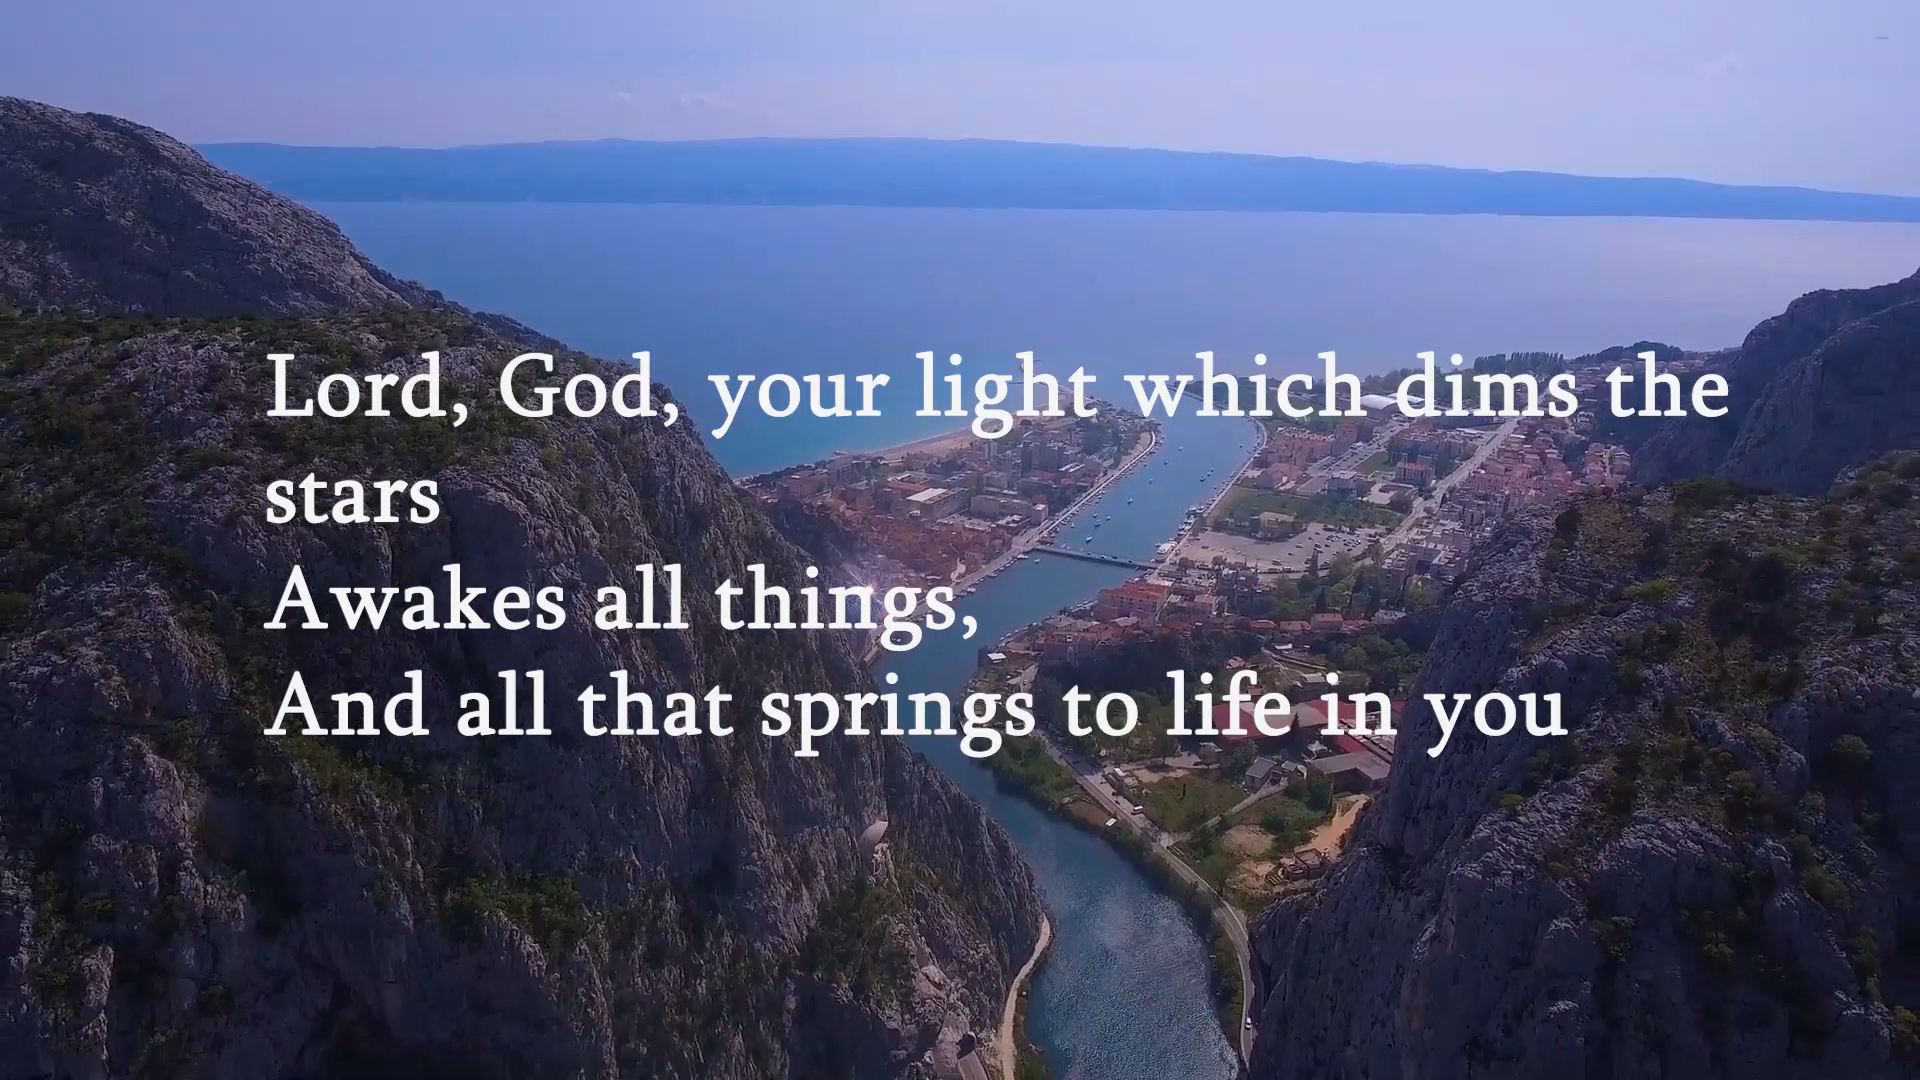 Lord, God, your light which dims the
stars
Awakes all things,
And all that springs to life in you